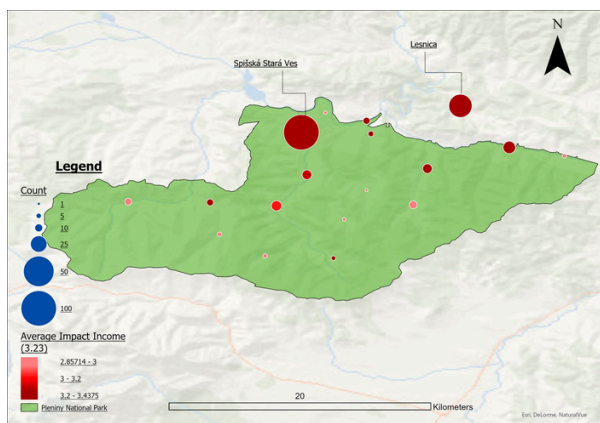 N
Lesnica
Spišská Stará Ves
Legend
Count
1
5
10
25
50
100
Average Impact Income
(3.23)
2.85714 - 3
3 - 3.2
3.2 - 3.4375
Pieniny National Park
20
Kilometers
Esri, DeLorme, NaturalVue